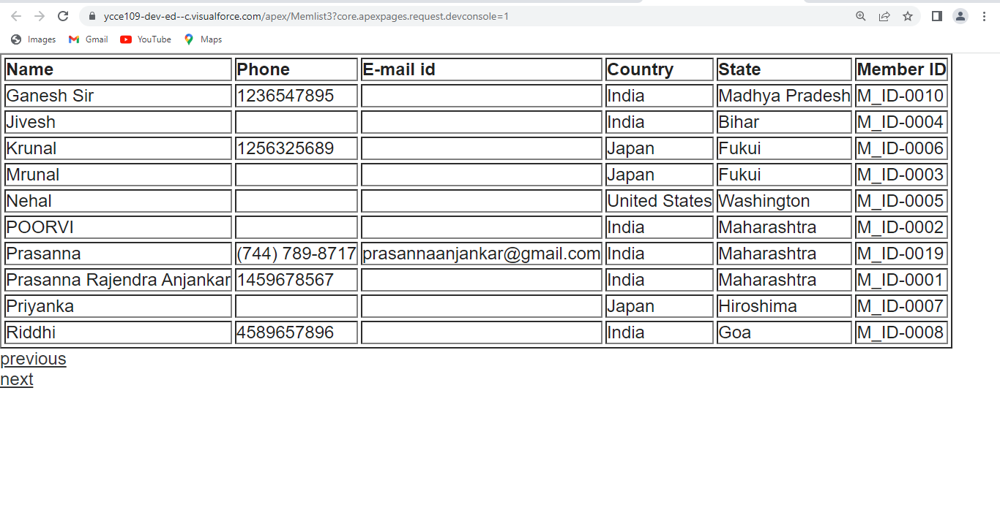 ycce109-dev-ed--c.visualforce.com/apex/Memlist3?core.apexpages.request.devconsole=1
Images Gmail YouTube Maps
Name Phone E-mail id Country State Member ID
Ganesh Sir 1236547895 India Madhya Pradesh M_ID-0010
Jivesh India Bihar M_ID-0004
Krunal 1256325689 Japan Fukui M_ID-0006
Mrunal Japan Fukui M_ID-0003
Nehal United States Washington M_ID-0005
POORVI India Maharashtra M_ID-0002
Prasanna (744) 789-8717 prasannaanjankar@gmail.com India Maharashtra M_ID-0019
Prasanna Rajendra Anjankar 1459678567 India Maharashtra M_ID-0001
Priyanka Japan Hiroshima M_ID-0007
Riddhi 4589657896 India Goa M_ID-0008
previous
next